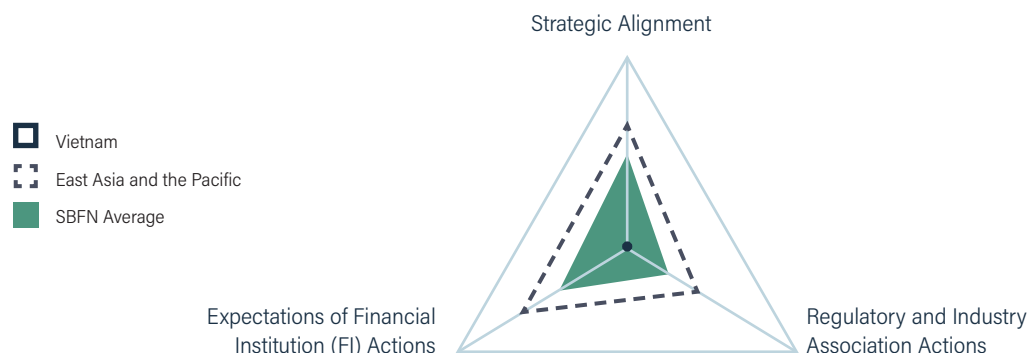 Strategic Alignment
Vietnam
East Asia and the Pacific
SBFN Average
Expectations of Financial
Institution (FI) Actions
Regulatory and Industry
Association Actions